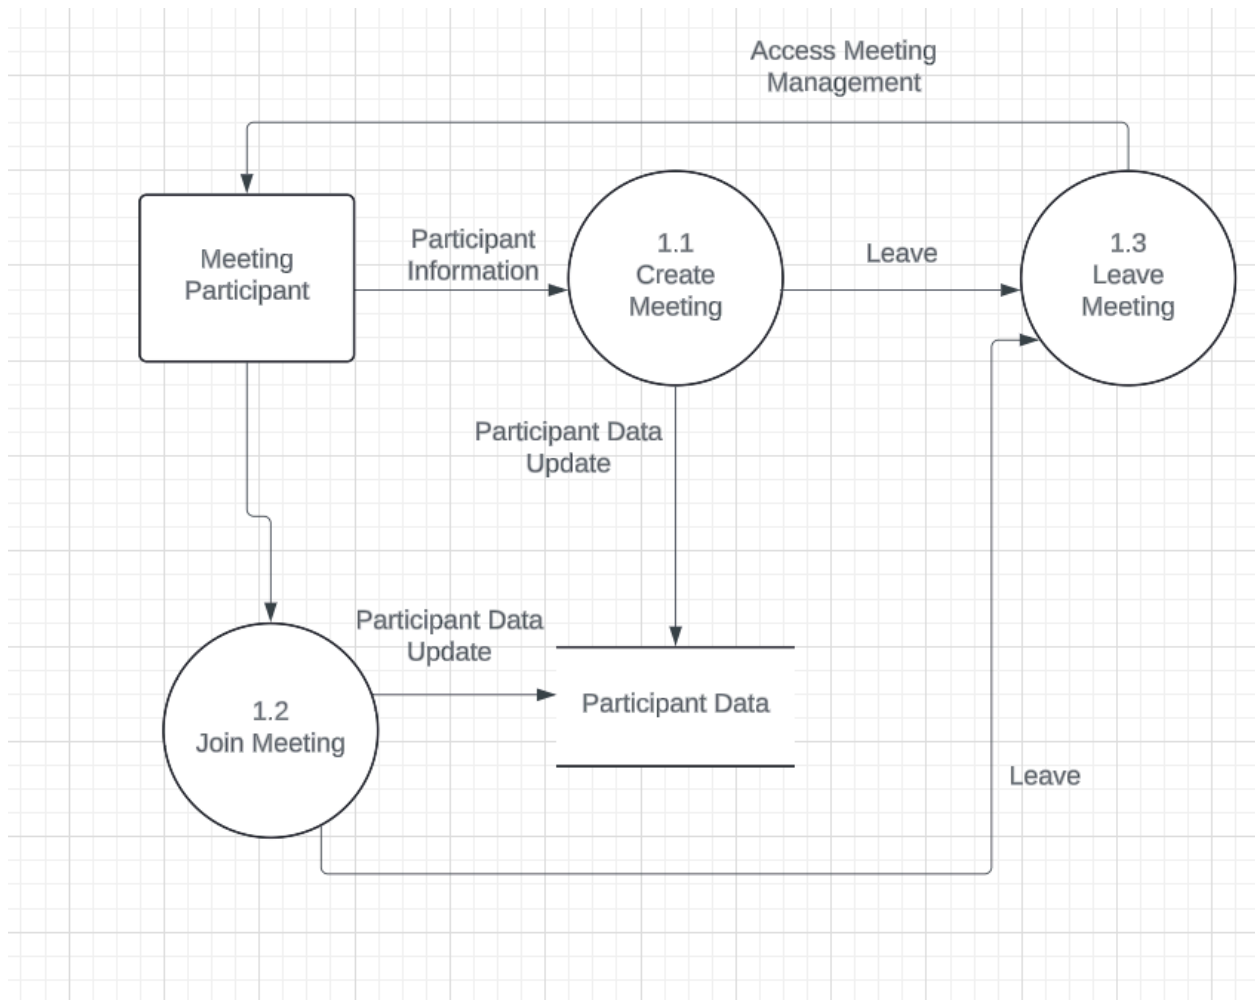 Access Meeting
Management
Meeting
Participant
Participant
Information
1.1
Create
Meeting
Leave
1.3
Leave
Meeting
Participant Data
Update
Participant Data
Update
1.2
Join Meeting
Participant Data
Leave